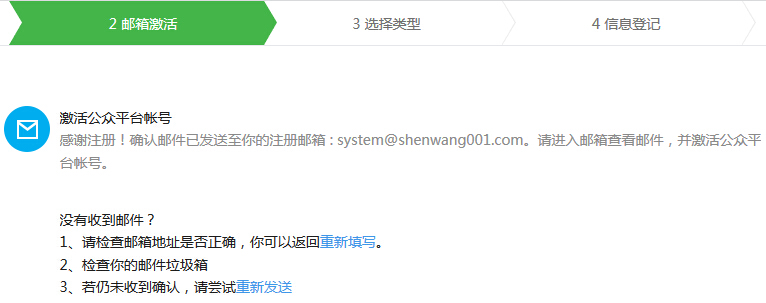 2 邮箱激活
3 选择类型
4 信息登记
激活公众平台帐号
感谢注册！确认邮件已发送至你的注册邮箱 : system@shenwang001.com。请进入邮箱查看邮件，并激活公众平
台帐号。
没有收到邮件？
1、请检查邮箱地址是否正确，你可以返回重新填写。
2、检查你的邮件垃圾箱
3、若仍未收到确认，请尝试重新发送